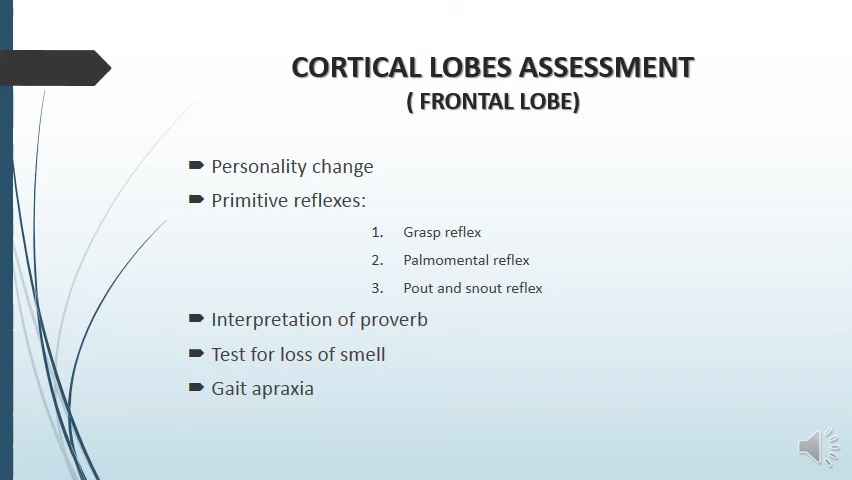 CORTICAL LOBES ASSESSMENT
( FRONTAL LOBE)
Personality change
Primitive reflexes:
1. Grasp reflex
2. Palmomental reflex
3. Pout and snout reflex
Interpretation of proverb
Test for loss of smell
Gait apraxia